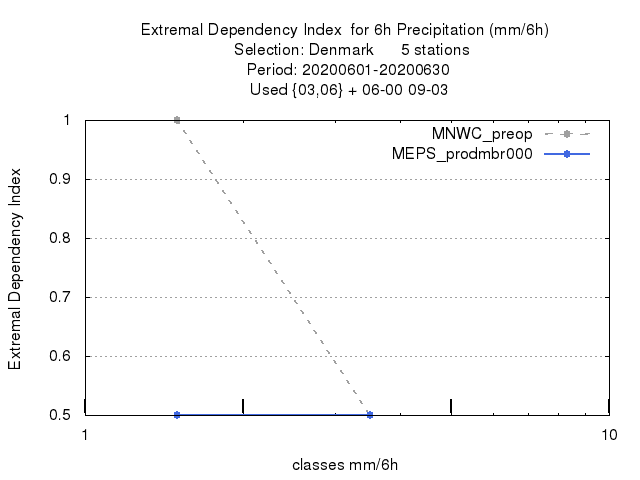 Extremal Dependency Index  for 6h Precipitation (mm/6h)
Selection: Denmark      5 stations
Period: 20200601-20200630
Used {03,06} + 06-00 09-03
MNWC_preop
MEPS_prodmbr000
1
0.9
0.8
0.7
0.6
0.5
Extremal Dependency Index
1
10
classes mm/6h